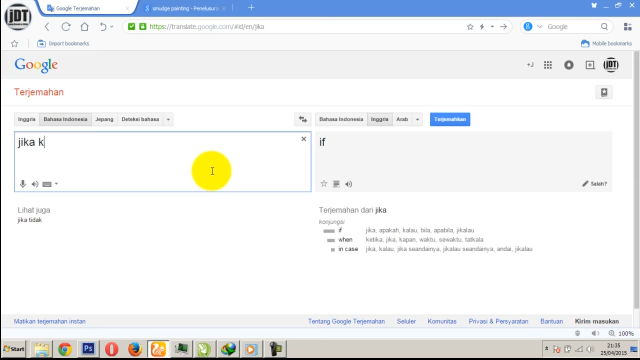 jDT
Google Terjemahan
smudge painting - Penelusura
https://translate.google.com/#id/en/jika
Google
Import bookmarks
Mobile bookmarks
Google
+J
jDT
Terjemahan
Inggris Bahasa Indonesia Jepang Deteksi bahasa
Bahasa Indonesia Inggris Arab Terjemahkan
jika k
if
Salah?
Lihat juga
jika tidak
Terjemahan dari jika
konjungsi
if jika, apakah, kalau, bila, apabila, jikalau
when ketika, jika, kapan, waktu, sewaktu, tatkala
in case jika, kalau, jika seandainya, jikalau seandainya, andai, jikalau
Matikan terjemahan instan
Tentang Google Terjemahan Seluler Komunitas Privasi & Persyaratan Bantuan Kirim masukan
100%
Start
Ps
21:35
25/04/2015